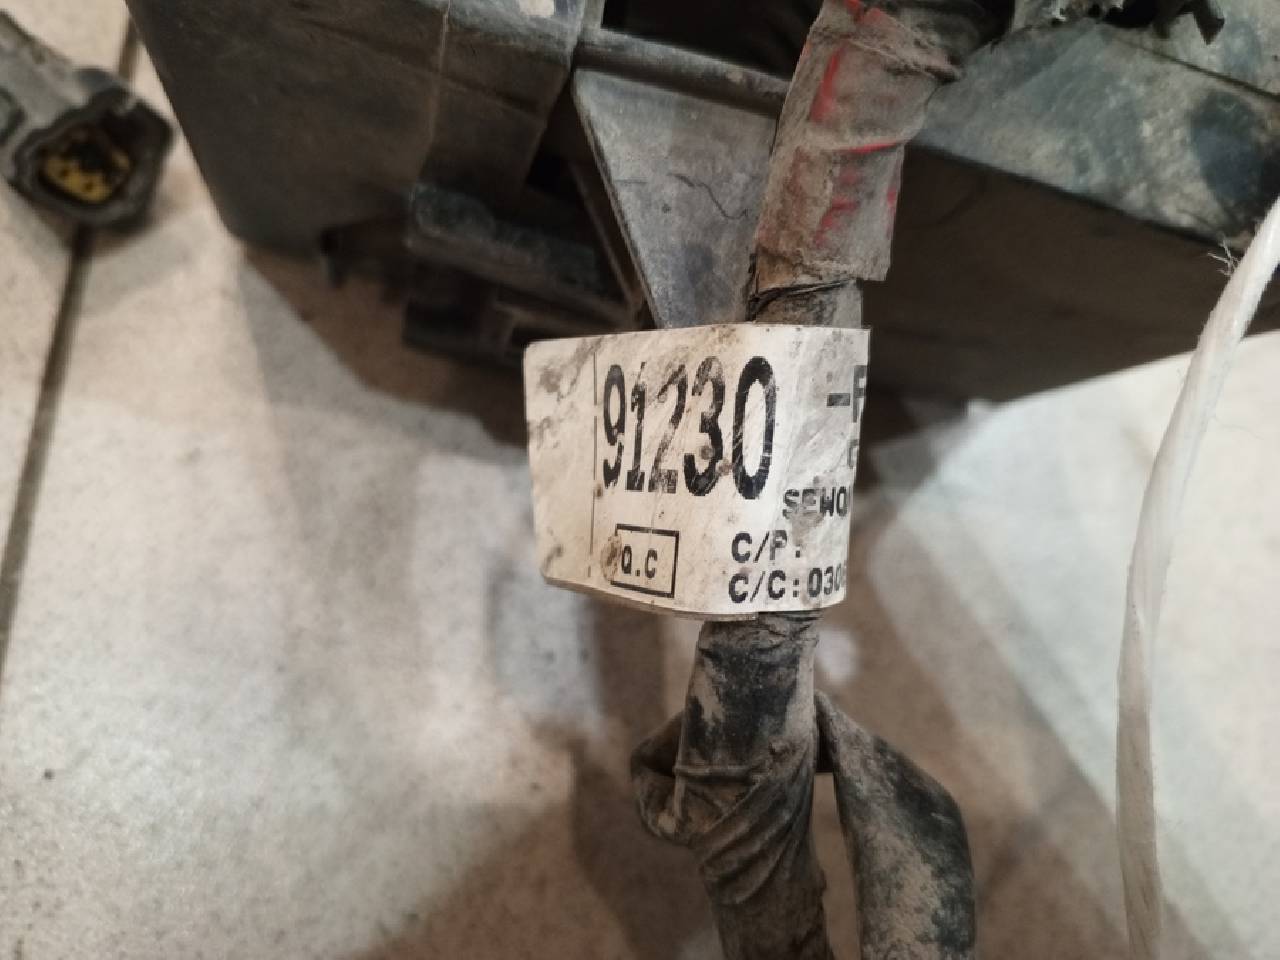 91230 -F
SEWO
Q.C
C/P:
C/C:030